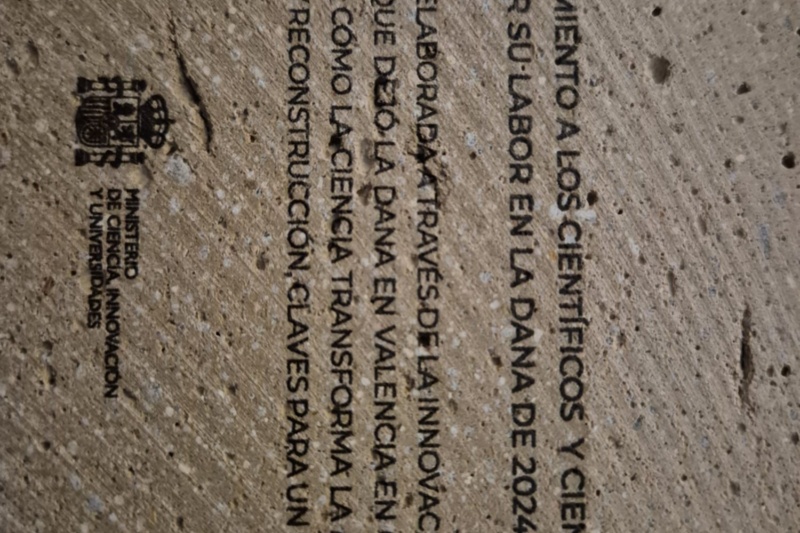 MIENTO A LOS CIENTÍFICOS Y CIEN
R SU LABOR EN LA DANA DE 2024
ELABORADA A TRAVÉS DE LA INNOVAC
QUE DEJÓ LA DANA EN VALENCIA EN
CÓMO LA CIENCIA TRANSFORMA LA
RECONSTRUCCIÓN, CLAVES PARA UN
MINISTERIO
DE CIENCIA, INNOVACIÓN
Y UNIVERSIDADES